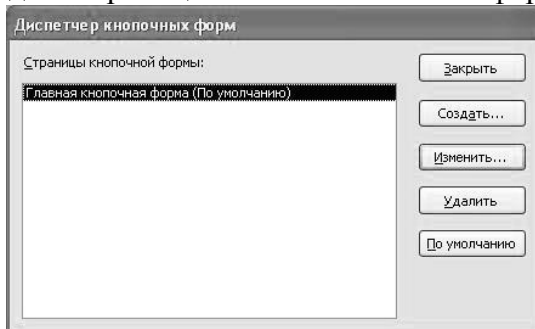 Диспетчер кнопочных форм
Страницы кнопочной формы:
Главная кнопочная форма (По умолчанию)
Закрыть
Создать...
Изменить...
Удалить
По умолчанию